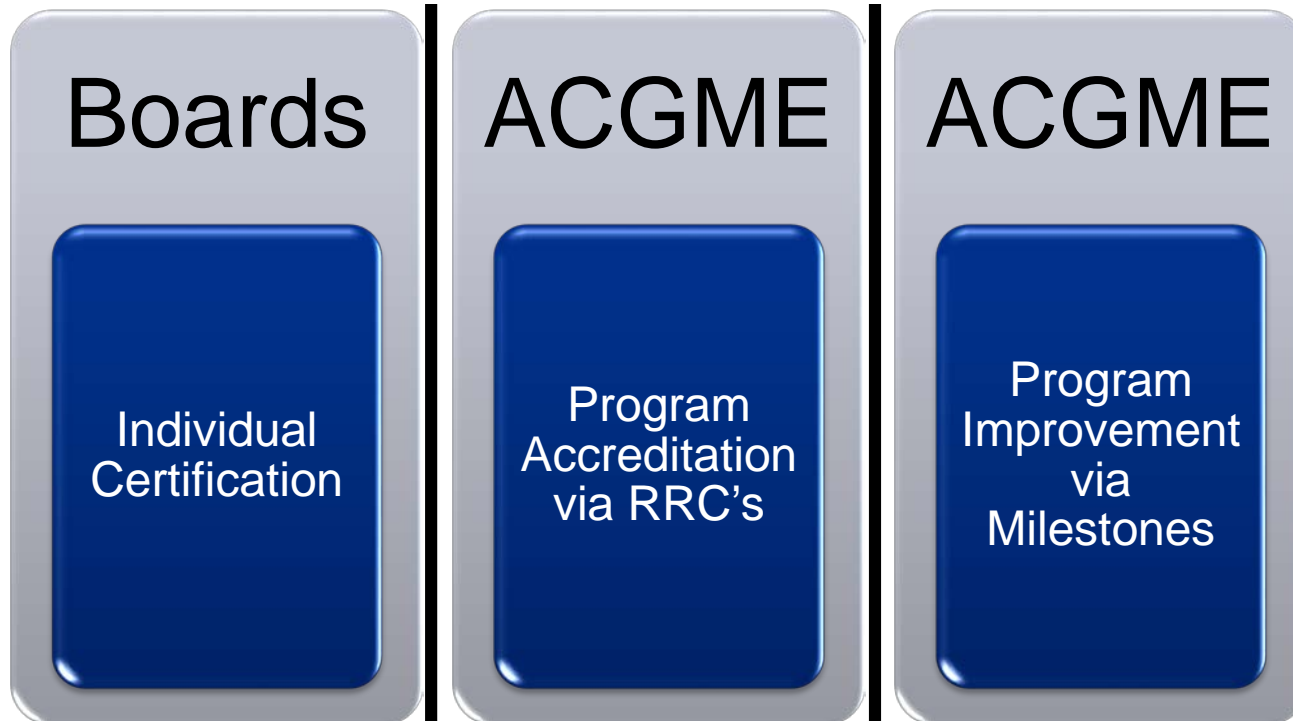 Boards
Individual
Certification
ACGME
Program
Accreditation
via RRC’s
ACGME
Program
Improvement
via
Milestones